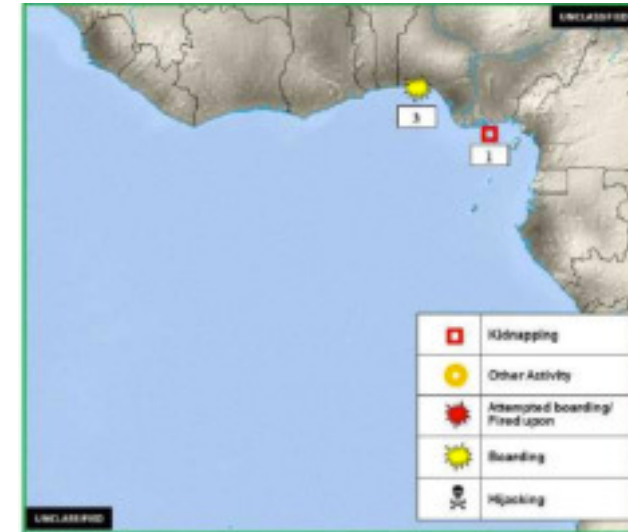 UNCLASSIFIED
3
1
Kidnapping
Other Activity
Attempted boarding/
Fired upon
Boarding
Hijacking
UNCLASSIFIED